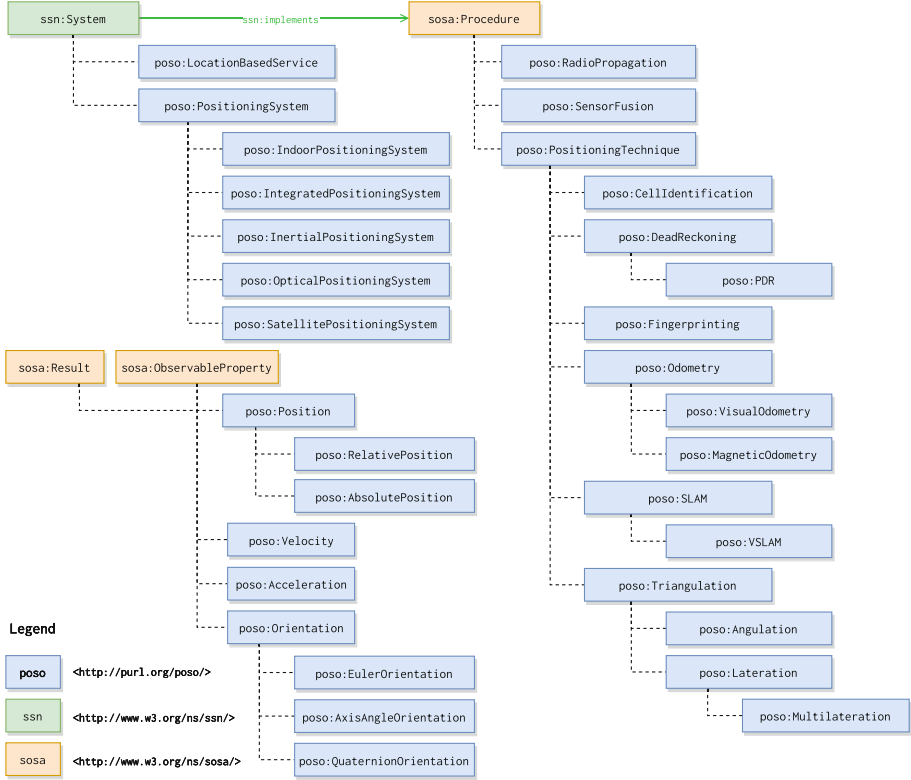 ssn:System
ssn:implements
sosa:Procedure
poso:LocationBasedService
poso:PositioningSystem
poso:IndoorPositioningSystem
poso:IntegratedPositioningSystem
poso:InertialPositioningSystem
poso:OpticalPositioningSystem
poso:SatellitePositioningSystem
poso:RadioPropagation
poso:SensorFusion
poso:PositioningTechnique
poso:CellIdentification
poso:DeadReckoning
poso:PDR
poso:Fingerprinting
poso:Odometry
poso:VisualOdometry
poso:MagneticOdometry
poso:SLAM
poso:VSLAM
poso:Triangulation
poso:Angulation
poso:Lateration
poso:Multilateration
sosa:Result
sosa:ObservableProperty
poso:Position
poso:RelativePosition
poso:AbsolutePosition
poso:Velocity
poso:Acceleration
poso:Orientation
poso:EulerOrientation
poso:AxisAngleOrientation
poso:QuaternionOrientation
Legend
poso <http://purl.org/poso/>
ssn <http://www.w3.org/ns/ssn/>
sosa <http://www.w3.org/ns/sosa/>